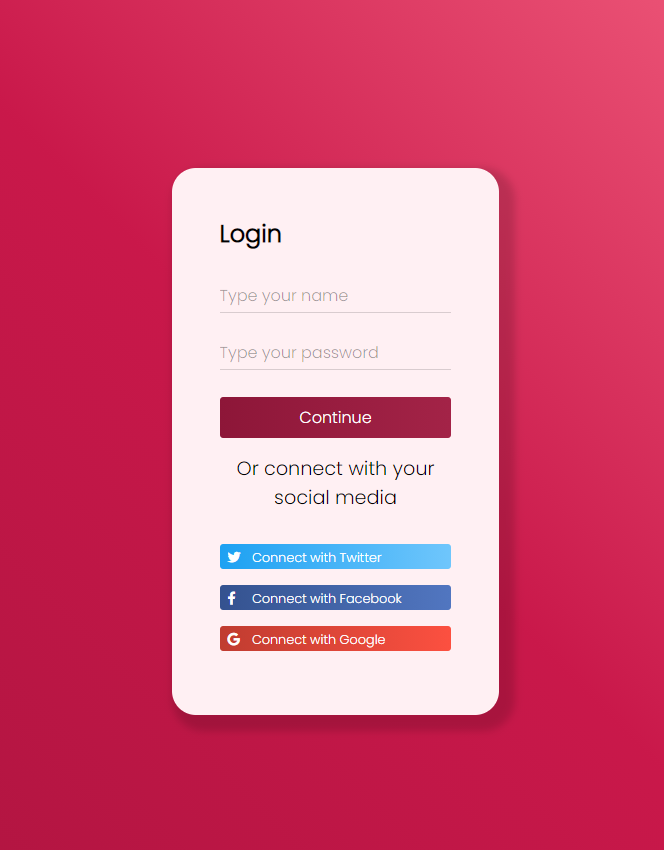 Login
Type your name
Type your password
Continue
Or connect with your
social media
Connect with Twitter
Connect with Facebook
Connect with Google